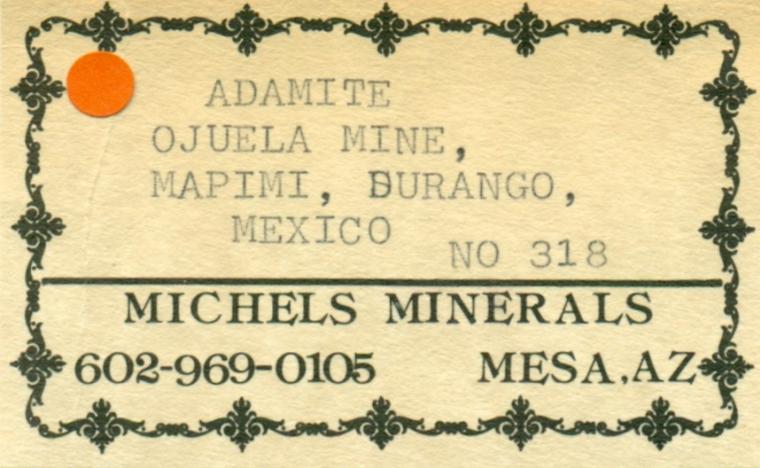 ADAMITE
OJUELA MINE,
MAPIMI, DURANGO,
MEXICO
NO 318
MICHELS MINERALS
602-969-0105 MESA,AZ